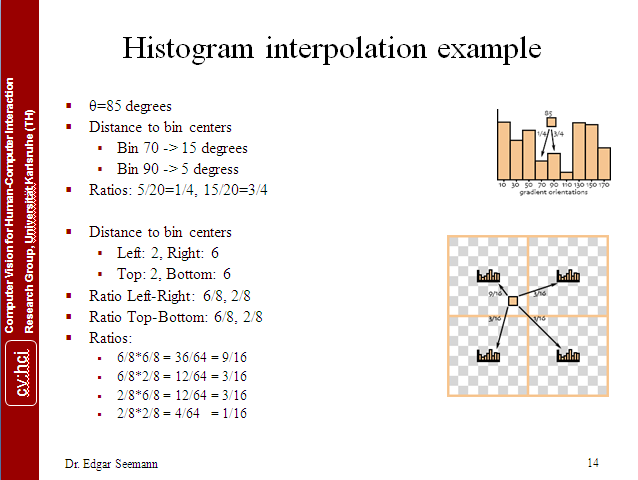 Histogram interpolation example
θ=85 degrees
Distance to bin centers
Bin 70 -> 15 degrees
Bin 90 -> 5 degress
Ratios: 5/20=1/4, 15/20=3/4
Distance to bin centers
Left: 2, Right: 6
Top: 2, Bottom: 6
Ratio Left-Right: 6/8, 2/8
Ratio Top-Bottom: 6/8, 2/8
Ratios:
6/8*6/8 = 36/64 = 9/16
6/8*2/8 = 12/64 = 3/16
2/8*6/8 = 12/64 = 3/16
2/8*2/8 = 4/64 = 1/16
85
1/4 3/4
10 30 50 70 90 110 130 150 170
gradient orientations
9/16 3/16
3/16 1/16
Computer Vision for Human-Computer Interaction
Research Group, Universität Karlsruhe (TH)
cv:hci
Dr. Edgar Seemann
14